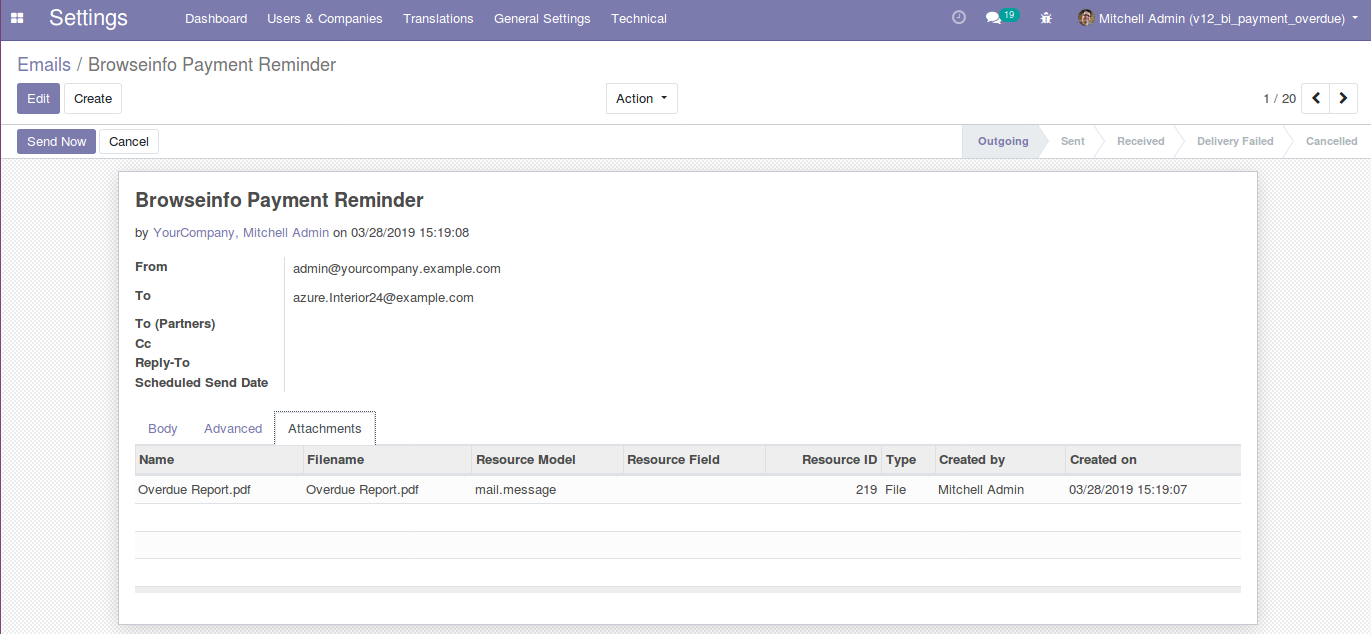 Settings Dashboard Users & Companies Translations General Settings Technical 19 Mitchell Admin (v12_bi_payment_overdue)
Emails / Browseinfo Payment Reminder
Edit Create Action 1 / 20
Send Now Cancel Outgoing Sent Received Delivery Failed Cancelled
Browseinfo Payment Reminder
by YourCompany, Mitchell Admin on 03/28/2019 15:19:08
From admin@yourcompany.example.com
To azure.Interior24@example.com
To (Partners)
Cc
Reply-To
Scheduled Send Date
Body Advanced Attachments
Name Filename Resource Model Resource Field Resource ID Type Created by Created on
Overdue Report.pdf Overdue Report.pdf mail.message 219 File Mitchell Admin 03/28/2019 15:19:07